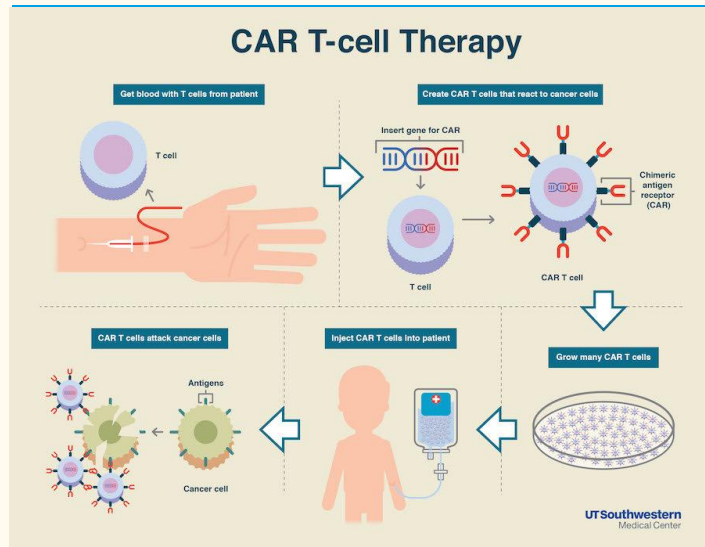 CAR T-cell Therapy
Get blood with T cells from patient
T cell
Create CAR T cells that react to cancer cells
Insert gene for CAR
T cell
Chimeric
antigen
receptor
(CAR)
CAR T cell
Grow many CAR T cells
Inject CAR T cells into patient
CAR T cells attack cancer cells
Antigens
Cancer cell
UTSouthwestern
Medical Center